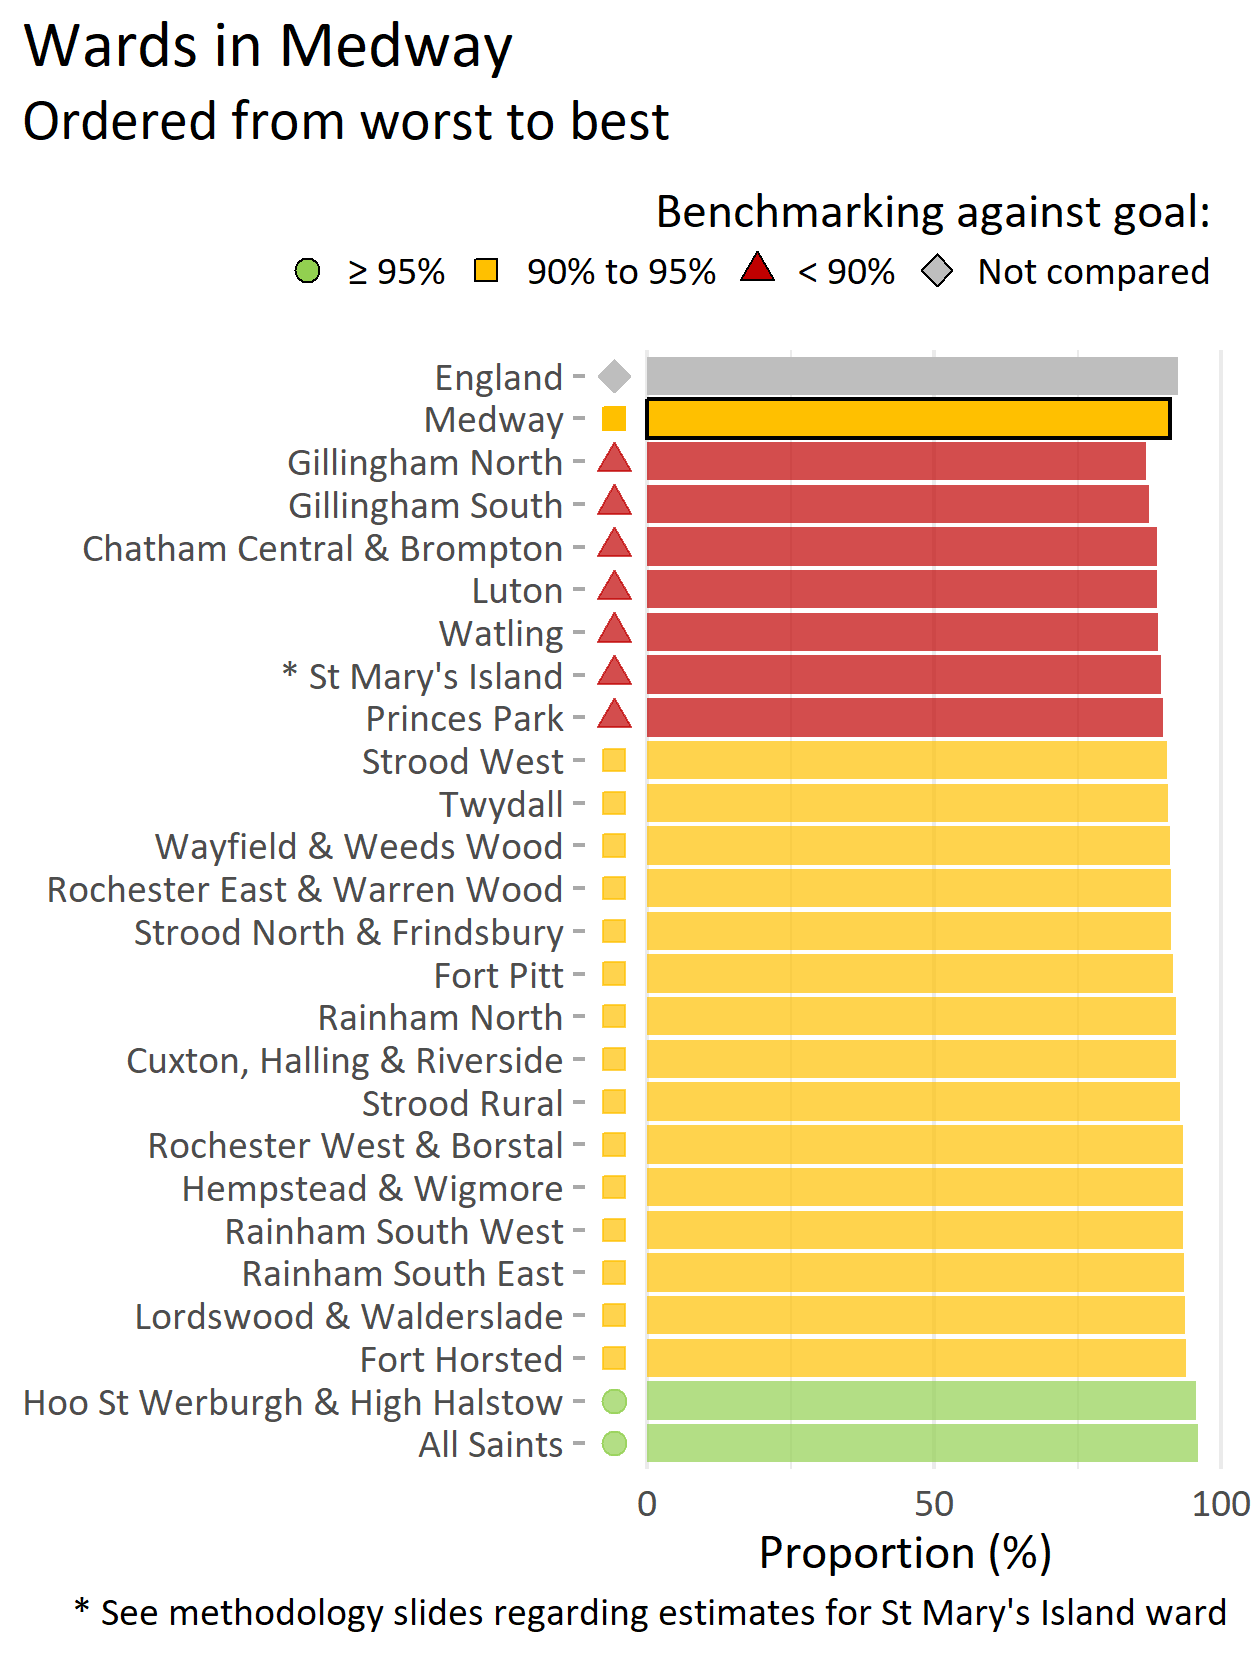 Wards in Medway
Ordered from worst to best
Benchmarking against goal:
≥ 95% 90% to 95% < 90% Not compared
England
Medway
Gillingham North
Gillingham South
Chatham Central & Brompton
Luton
Watling
* St Mary's Island
Princes Park
Strood West
Twydall
Wayfield & Weeds Wood
Rochester East & Warren Wood
Strood North & Frindsbury
Fort Pitt
Rainham North
Cuxton, Halling & Riverside
Strood Rural
Rochester West & Borstal
Hempstead & Wigmore
Rainham South West
Rainham South East
Lordswood & Walderslade
Fort Horsted
Hoo St Werburgh & High Halstow
All Saints
0 50 100
Proportion (%)
* See methodology slides regarding estimates for St Mary's Island ward